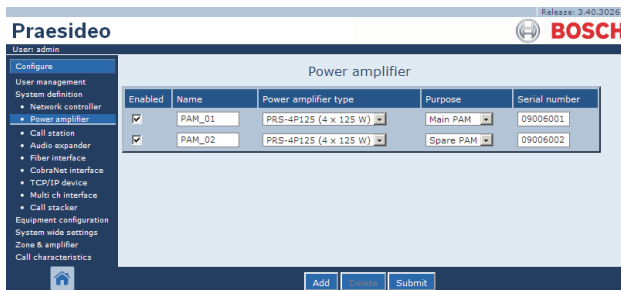 Release: 3.40.3026
Praesideo
BOSCH
User: admin
Configure
User management
System definition
• Network controller
• Power amplifier
• Call station
• Audio expander
• Fiber interface
• CobraNet interface
• TCP/IP device
• Multi ch interface
• Call stacker
Equipment configuration
System wide settings
Zone & amplifier
Call characteristics
Power amplifier
Enabled Name Power amplifier type Purpose Serial number
PAM_01 PRS-4P125 (4 x 125 W) Main PAM 09006001
PAM_02 PRS-4P125 (4 x 125 W) Spare PAM 09006002
Add Delete Submit